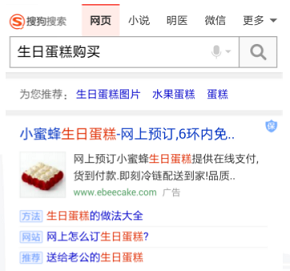 搜狗搜索 网页 小说 明医 微信 更多
生日蛋糕购买
为您推荐： 生日蛋糕图片 水果蛋糕 蛋糕
小蜜蜂生日蛋糕-网上预订,6环内免..
网上预订小蜜蜂生日蛋糕提供在线支付,
货到付款.即刻冷链配送到家!品质..
www.ebeecake.com 广告
方法 生日蛋糕的做法大全
网站 网上怎么订生日蛋糕?
推荐 送给老公的生日蛋糕